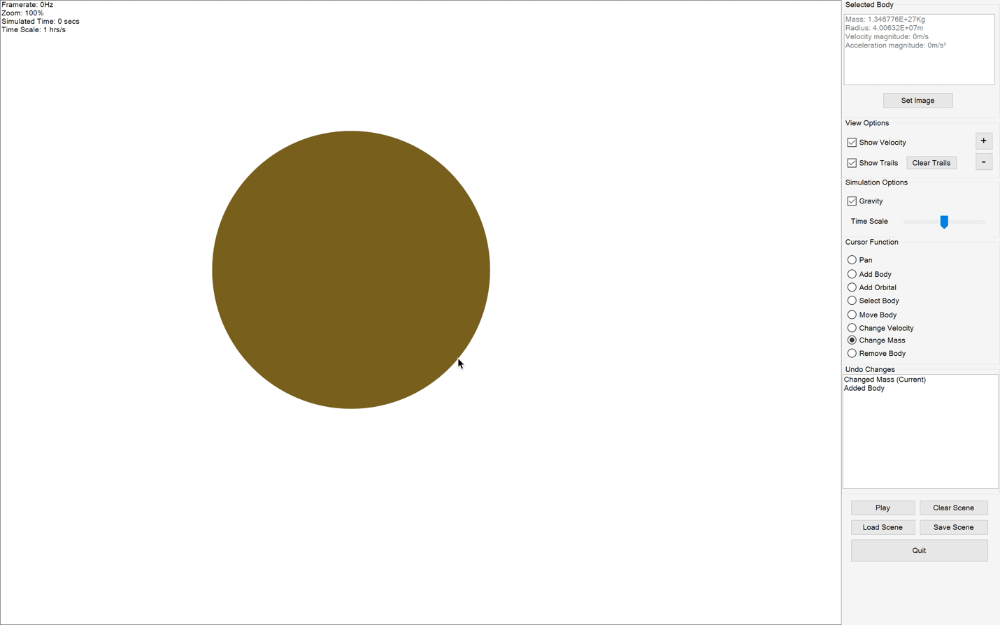 Framerate: 0Hz
Zoom: 100%
Simulated Time: 0 secs
Time Scale: 1 hrs/s
Selected Body
Mass: 1.346776E+27Kg
Radius: 4.00632E+07m
Velocity magnitude: 0m/s
Acceleration magnitude: 0m/s²
Set Image
View Options
Show Velocity
+
Show Trails
Clear Trails
-
Simulation Options
Gravity
Time Scale
Cursor Function
Pan
Add Body
Add Orbital
Select Body
Move Body
Change Velocity
Change Mass
Remove Body
Undo Changes
Changed Mass (Current)
Added Body
Play
Clear Scene
Load Scene
Save Scene
Quit